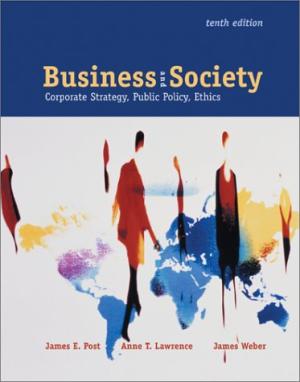 tenth edition
Business and Society
Corporate Strategy, Public Policy, Ethics
James E. Post Anne T. Lawrence James Weber